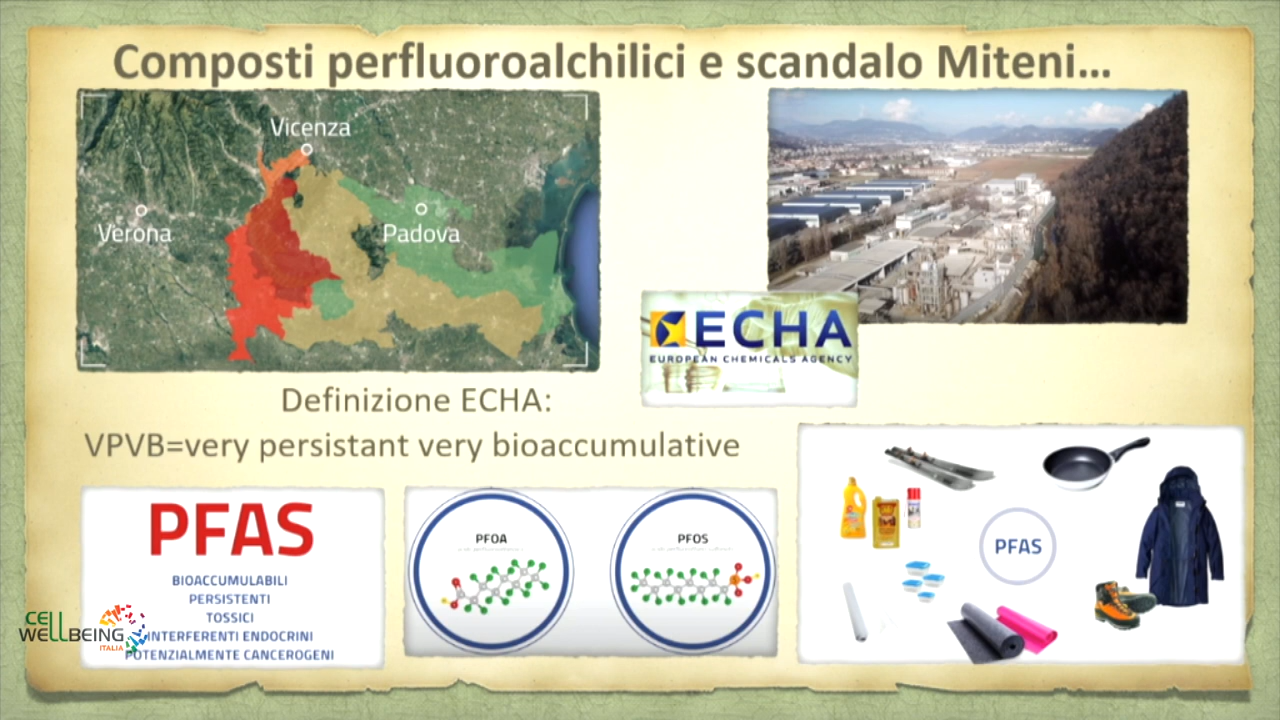 Composti perfluoroalchilici e scandalo Miteni...
Vicenza
Verona
Padova
ECHA
EUROPEAN CHEMICALS AGENCY
Definizione ECHA:
VPVB=very persistant very bioaccumulative
PFAS
BIOACCUMULABILI
PERSISTENTI
TOSSICI
INTERFERENTI ENDOCRINI
POTENZIALMENTE CANCEROGENI
CELL
WELLBEING
ITALIA
PFOA
PFOS
PFAS